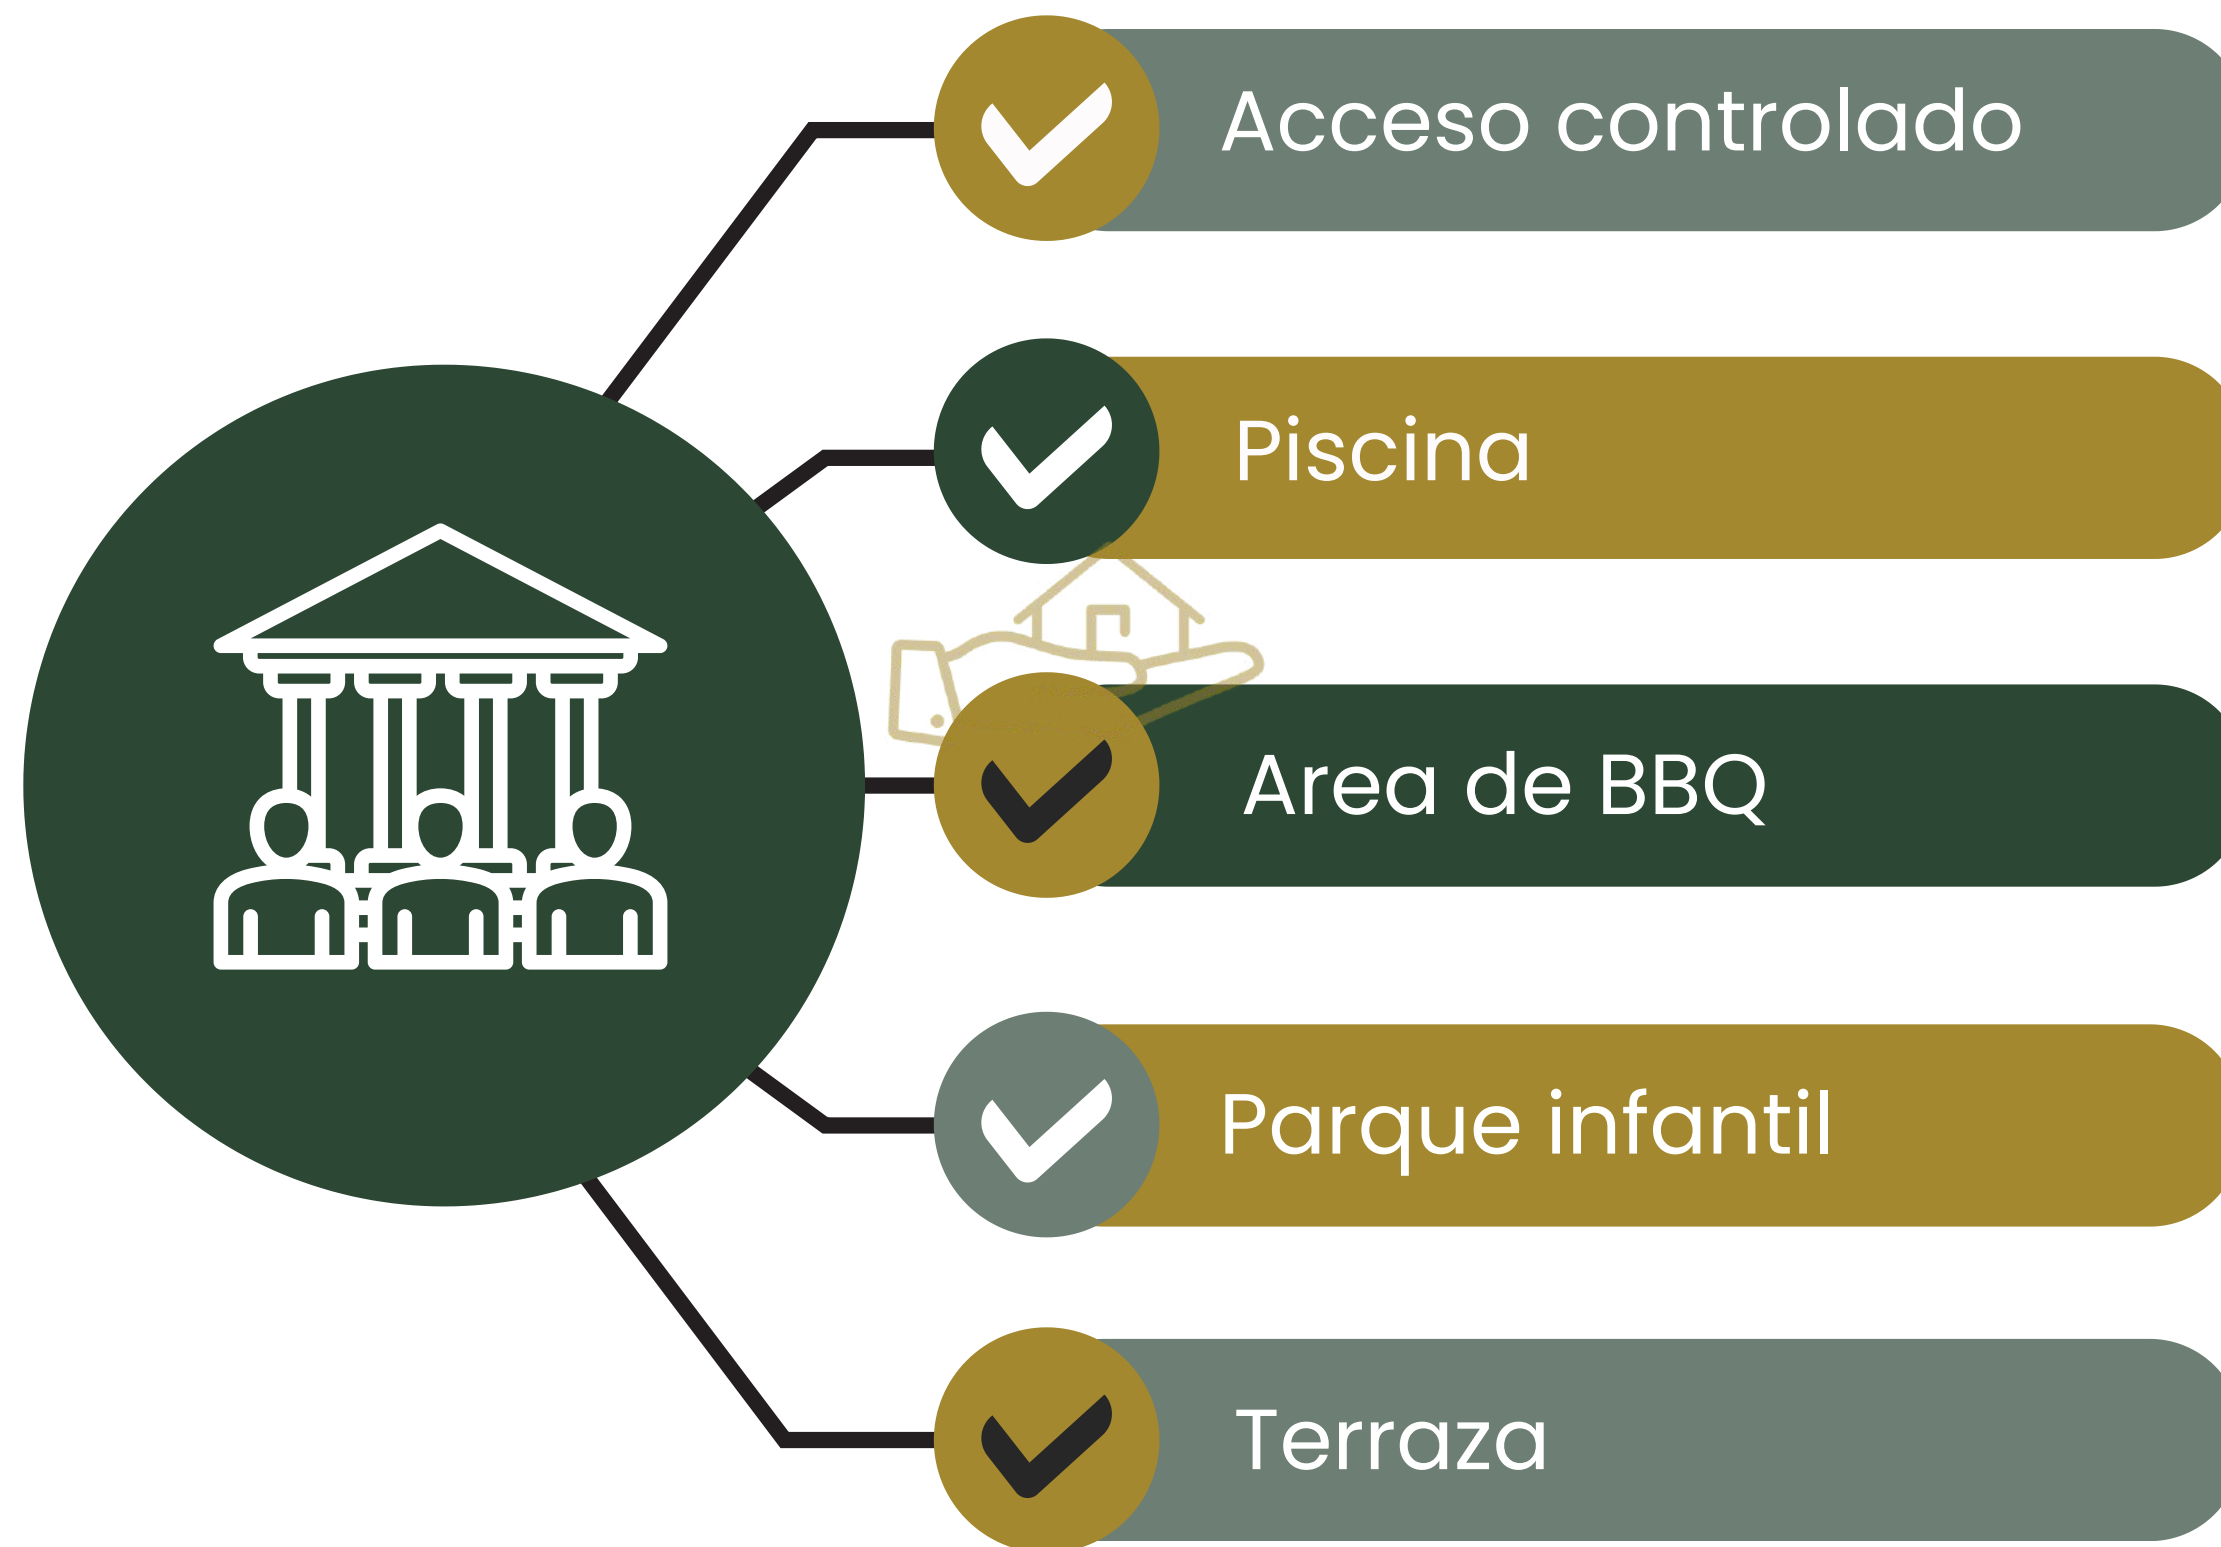 Acceso controlado
Piscina
Area de BBQ
Parque infantil
Terraza